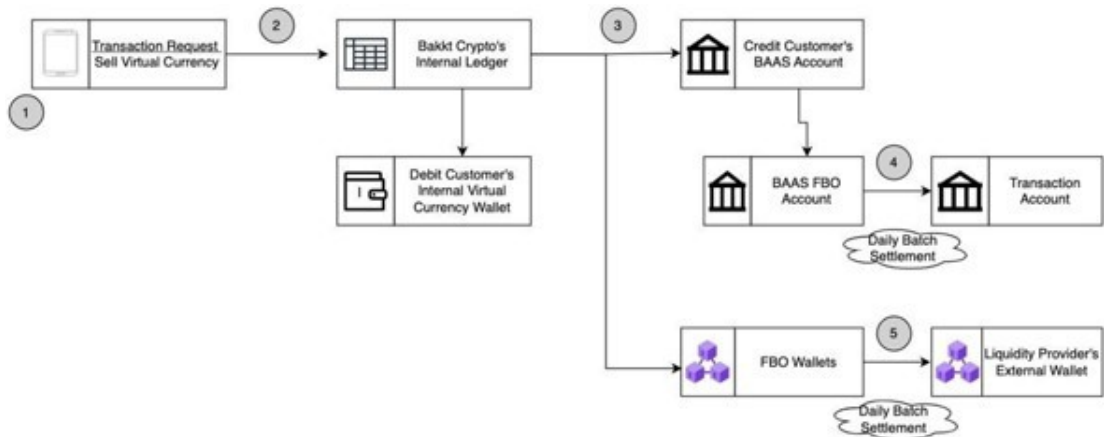 1
Transaction Request
Sell Virtual Currency
2
Bakkt Crypto's
Internal Ledger
3
Credit Customer's
BAAS Account
Debit Customer's
Internal Virtual
Currency Wallet
BAAS FBO
Account
4
Transaction
Account
Daily Batch
Settlement
FBO Wallets
5
Liquidity Provider's
External Wallet
Daily Batch
Settlement